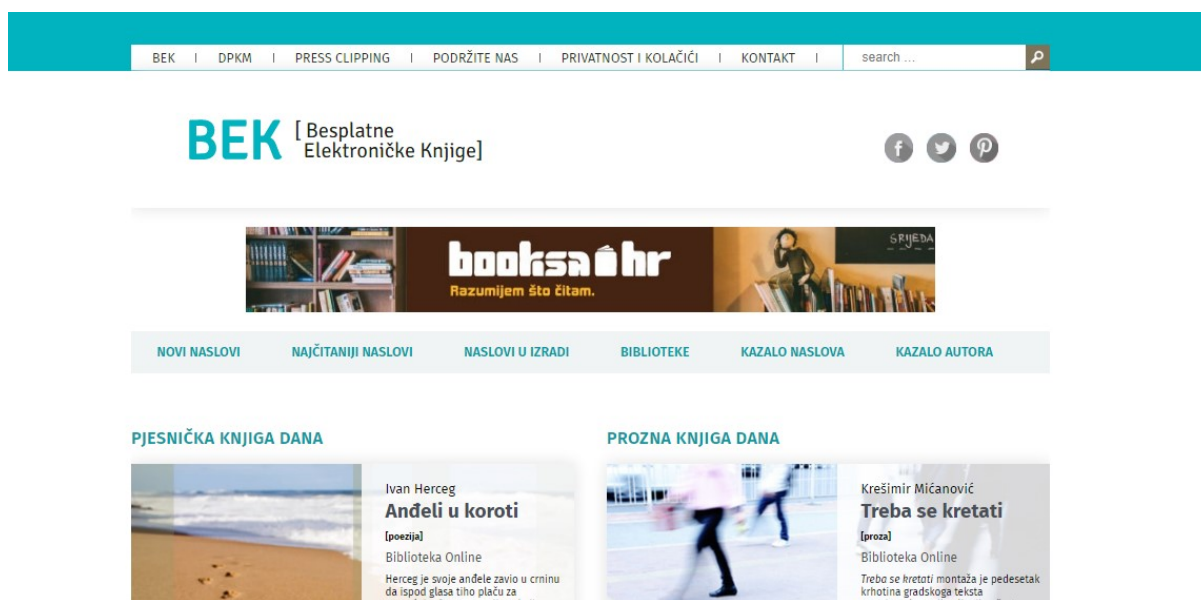 BEK | DPKM | PRESS CLIPPING | PODRŽITE NAS | PRIVATNOST I KOLAČIĆI | KONTAKT | search ...
BEK [ Besplatne
Elektroničke Knjige]
SRIJEDA
booksa hr
Razumijem što čitam.
NOVI NASLOVI NAJČITANIJI NASLOVI NASLOVI U IZRADI BIBLIOTEKE KAZALO NASLOVA KAZALO AUTORA
PJESNIČKA KNJIGA DANA
Ivan Herceg
Anđeli u koroti
[poezija]
Biblioteka Online
Herceg je svoje anđele zavio u crninu
da ispod glasa tiho plaču za
PROZNA KNJIGA DANA
Krešimir Mićanović
Treba se kretati
[proza]
Biblioteka Online
Treba se kretati montaža je pedesetak
krhotina gradskoga teksta